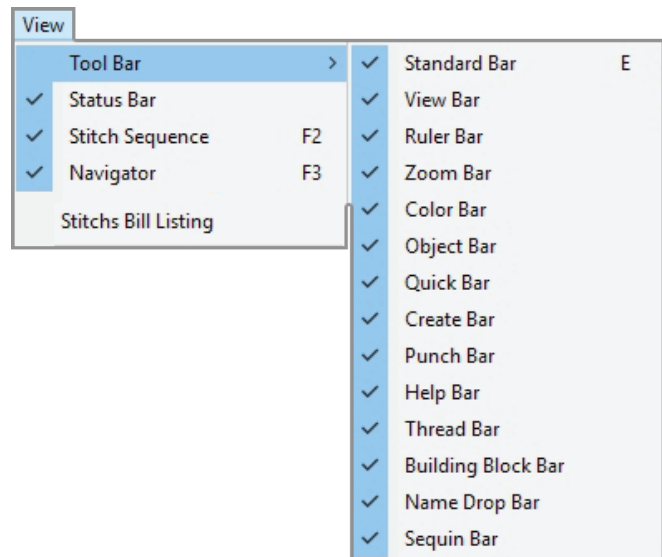 View
Tool Bar >
Status Bar
Stitch Sequence F2
Navigator F3
Stitchs Bill Listing
Standard Bar E
View Bar
Ruler Bar
Zoom Bar
Color Bar
Object Bar
Quick Bar
Create Bar
Punch Bar
Help Bar
Thread Bar
Building Block Bar
Name Drop Bar
Sequin Bar